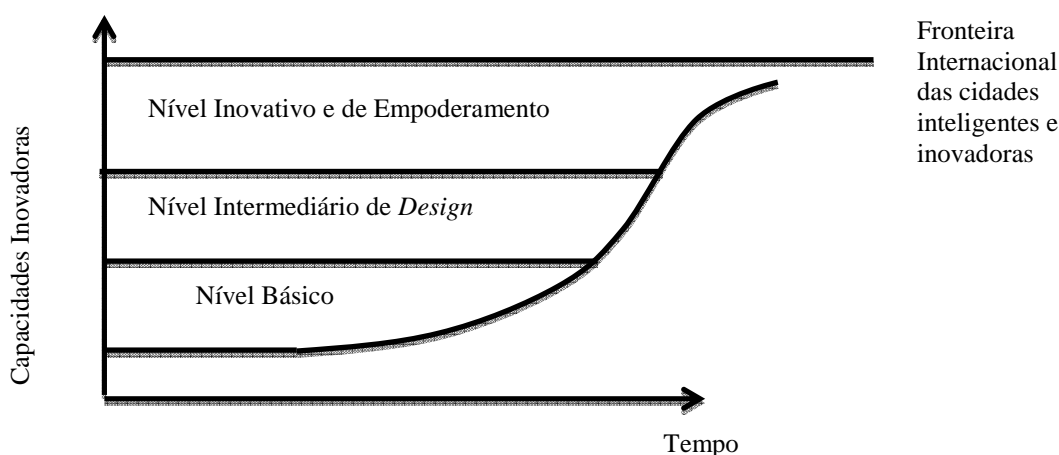 Fronteira
Internacional
das cidades
inteligentes e
inovadoras
Nível Inovativo e de Empoderamento
Nível Intermediário de Design
Nível Básico
Capacidades Inovadoras
Tempo